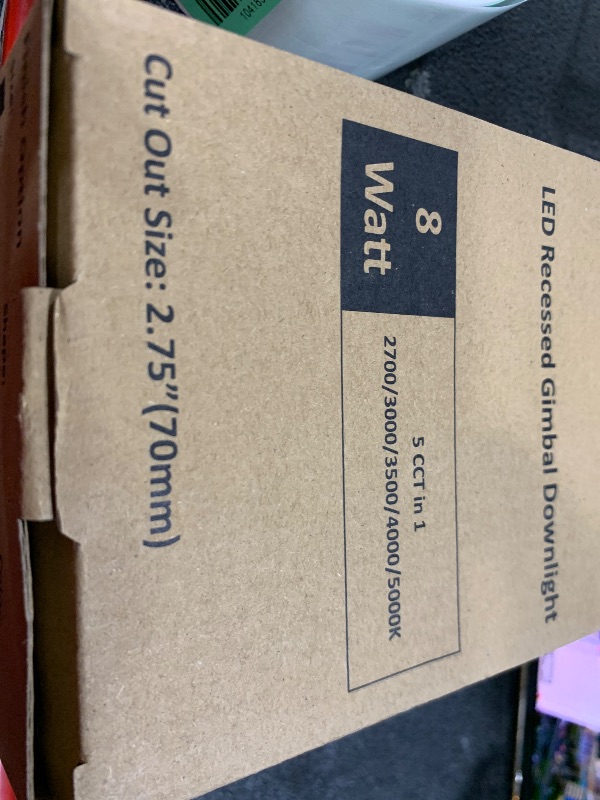 LED Recessed Gimbal Downlight
8
Watt
5 CCT in 1
2700/3000/3500/4000/5000K
Cut Out Size: 2.75”(70mm)